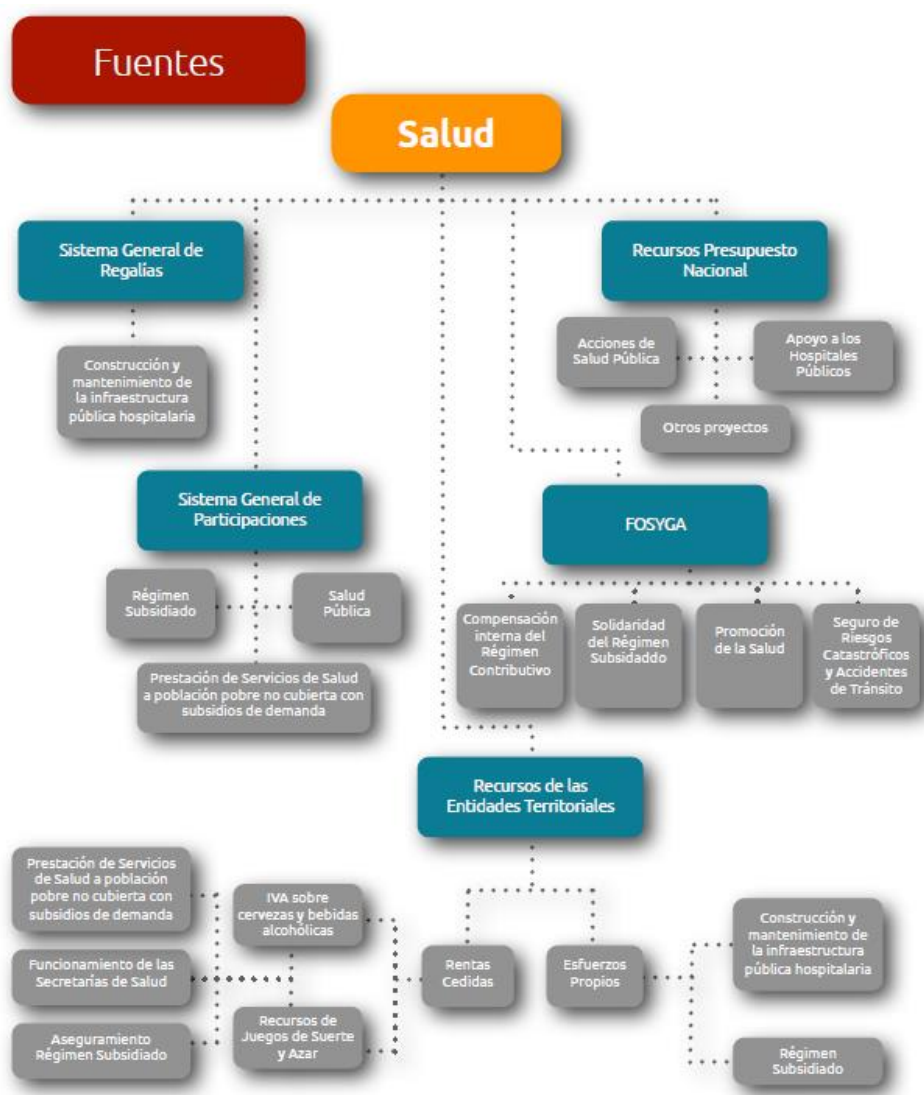 Fuentes
Salud
Sistema General de
Regalías
Recursos Presupuesto
Nacional
Construcción y
mantenimiento de
la infraestructura
pública hospitalaria
Acciones de
Salud Pública
Apoyo a los
Hospitales
Públicos
Otros proyectos
Sistema General de
Participaciones
FOSYGA
Régimen
Subsidiado
Salud
Pública
Prestación de Servicios de Salud
a población pobre no cubierta con
subsidios de demanda
Compensación
interna del
Régimen
Contributivo
Solidaridad
del Régimen
Subsidaddo
Promoción
de la Salud
Seguro de
Riesgos
Catastróficos
y Accidentes
de Tránsito
Recursos de las
Entidades Territoriales
Prestación de Servicios
de Salud a población
pobre no cubierta con
subsidios de demanda
IVA sobre
cervezas y bebidas
alcohólicas
Funcionamiento de las
Secretarías de Salud
Recursos de
Juegos de Suerte
y Azar
Aseguramiento
Régimen Subsidiado
Rentas
Cedidas
Esfuerzos
Propios
Construcción y
mantenimiento de
la infraestructura
pública hospitalaria
Régimen
Subsidiado